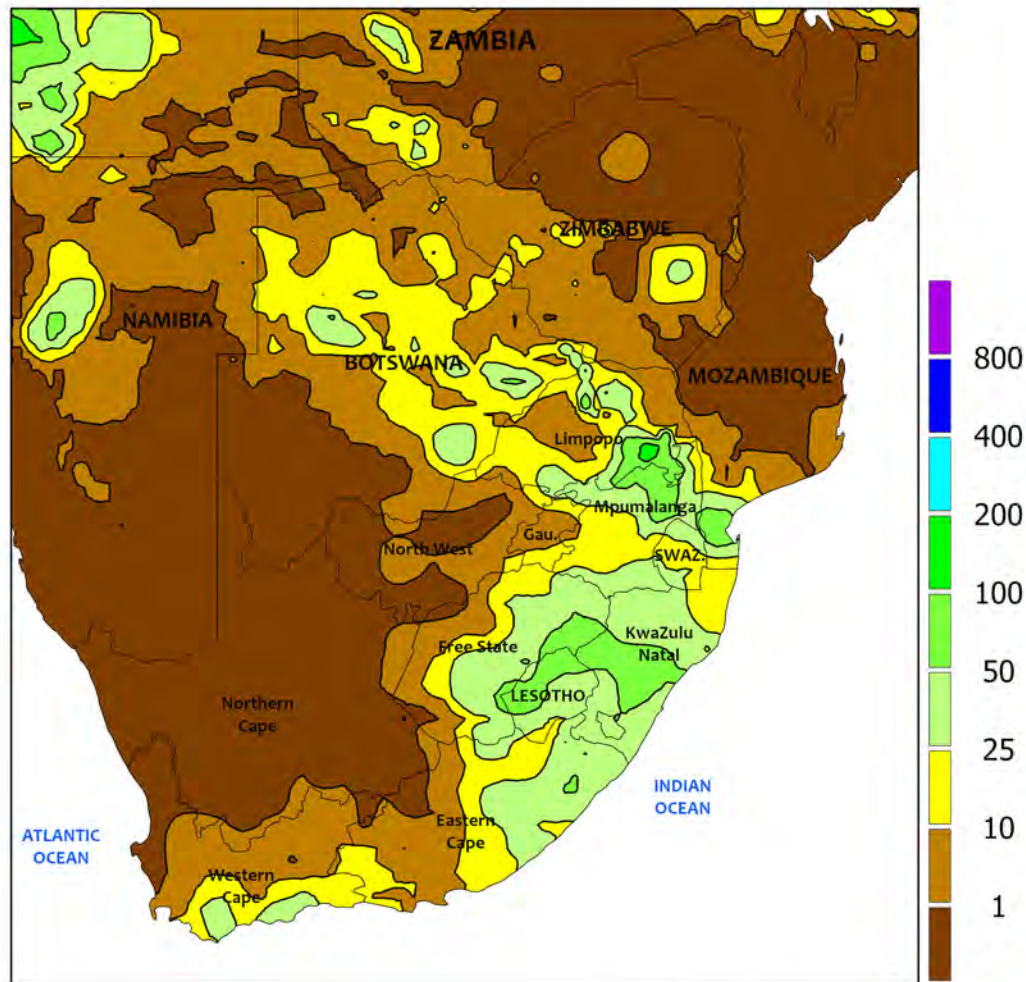 ZAMBIA
ZIMBABWE
NAMIBIA
BOTSWANA
MOZAMBIQUE
Limpopo
Mpumalanga
Gau.
North West
SWAZ.
KwaZulu
Natal
Free State
LESOTHO
Northern
Cape
INDIAN
OCEAN
ATLANTIC
OCEAN
Eastern
Cape
Western
Cape
800
400
200
100
50
25
10
1